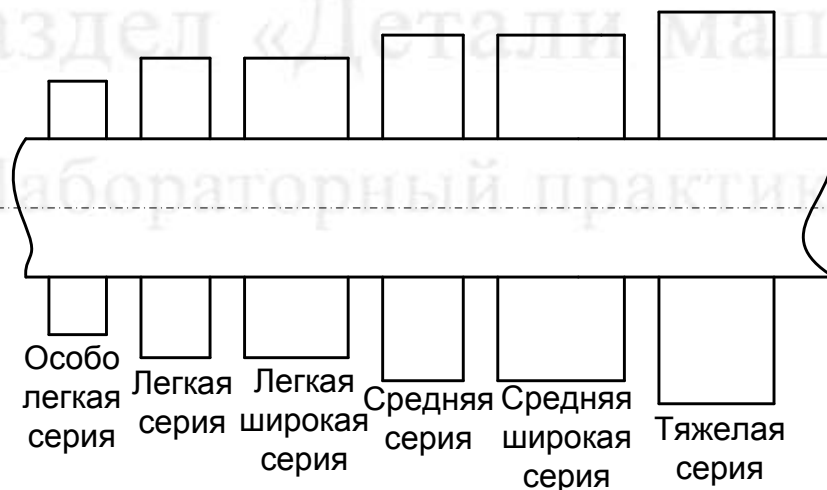 аздел «Детали маш
лабораторный практик
Особо
легкая
серия
Легкая
серия
Легкая
широкая
серия
Средняя
серия
Средняя
широкая
серия
Тяжелая
серия